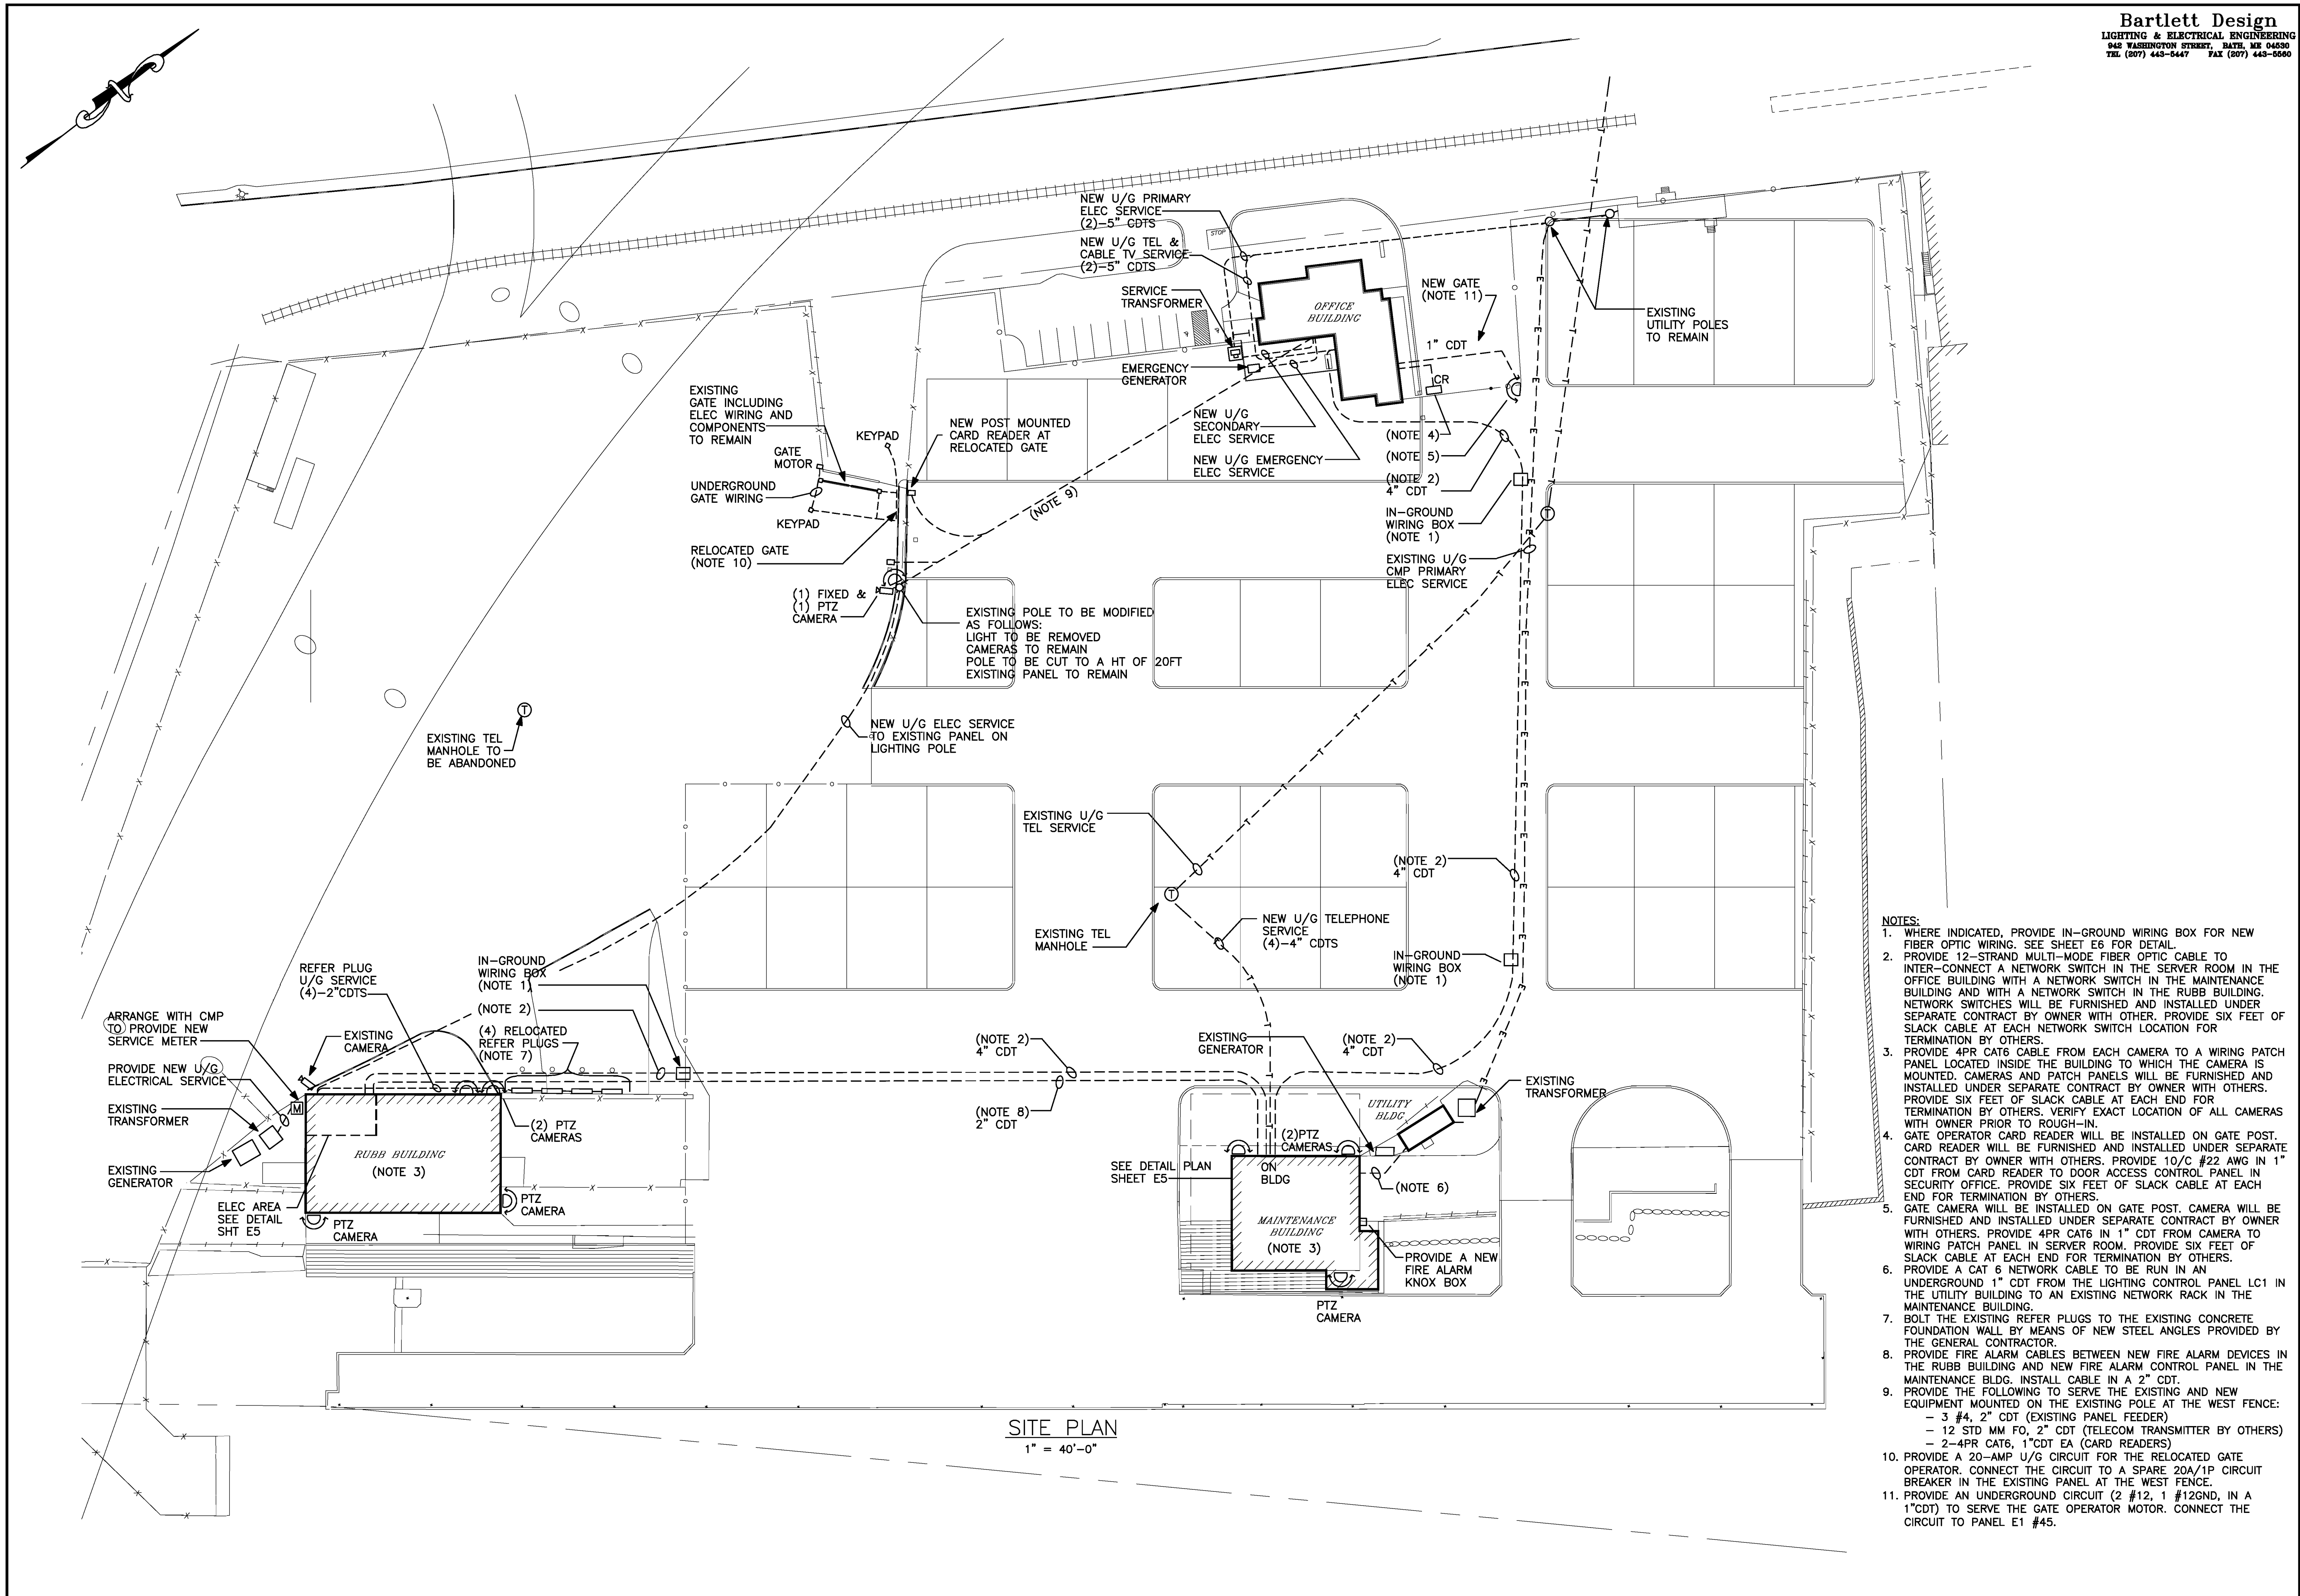 Bartlett Design
LIGHTING & ELECTRICAL ENGINEERING
942 WASHINGTON STREET, BATH, ME 04530
TEL (207) 443-5447 FAX (207) 443-5560
NEW U/G PRIMARY
ELEC SERVICE
(2)-5" CDTS
NEW U/G TEL &
CABLE TV SERVICE
(2)-5" CDTS
STOP
SERVICE
TRANSFORMER
OFFICE
BUILDING
NEW GATE
(NOTE 11)
EXISTING
UTILITY POLES
TO REMAIN
1" CDT
EMERGENCY
GENERATOR
CR
EXISTING
GATE INCLUDING
ELEC WIRING AND
COMPONENTS
TO REMAIN
KEYPAD
NEW POST MOUNTED
CARD READER AT
RELOCATED GATE
NEW U/G
SECONDARY
ELEC SERVICE
NEW U/G EMERGENCY
ELEC SERVICE
(NOTE 4)
(NOTE 5)
(NOTE 2)
4" CDT
GATE
MOTOR
UNDERGROUND
GATE WIRING
KEYPAD
(NOTE 9)
IN-GROUND
WIRING BOX
(NOTE 1)
T
RELOCATED GATE
(NOTE 10)
EXISTING U/G
CMP PRIMARY
ELEC SERVICE
(1) FIXED &
(1) PTZ
CAMERA
EXISTING POLE TO BE MODIFIED
AS FOLLOWS:
LIGHT TO BE REMOVED
CAMERAS TO REMAIN
POLE TO BE CUT TO A HT OF 20FT
EXISTING PANEL TO REMAIN
T
EXISTING TEL
MANHOLE TO
BE ABANDONED
NEW U/G ELEC SERVICE
TO EXISTING PANEL ON
LIGHTING POLE
EXISTING U/G
TEL SERVICE
(NOTE 2)
4" CDT
T
EXISTING TEL
MANHOLE
NEW U/G TELEPHONE
SERVICE
(4)-4" CDTS
IN-GROUND
WIRING BOX
(NOTE 1)
REFER PLUG
U/G SERVICE
(4)-2"CDTS
IN-GROUND
WIRING BOX
(NOTE 1)
(NOTE 2)
ARRANGE WITH CMP
TO PROVIDE NEW
SERVICE METER
EXISTING
CAMERA
(4) RELOCATED
REFER PLUGS
(NOTE 7)
(NOTE 2)
4" CDT
EXISTING
GENERATOR
(NOTE 2)
4" CDT
PROVIDE NEW U/G
ELECTRICAL SERVICE
M
EXISTING
TRANSFORMER
(2) PTZ
CAMERAS
(NOTE 8)
2" CDT
UTILITY
BLDG
EXISTING
TRANSFORMER
RUBB BUILDING
(NOTE 3)
EXISTING
GENERATOR
SEE DETAIL PLAN
SHEET E5
(2)PTZ
CAMERAS
ON
BLDG
(NOTE 6)
PTZ
CAMERA
ELEC AREA
SEE DETAIL
SHT E5
PTZ
CAMERA
MAINTENANCE
BUILDING
(NOTE 3)
PROVIDE A NEW
FIRE ALARM
KNOX BOX
PTZ
CAMERA
SITE PLAN
1" = 40'-0"
NOTES:
1. WHERE INDICATED, PROVIDE IN-GROUND WIRING BOX FOR NEW
FIBER OPTIC WIRING. SEE SHEET E6 FOR DETAIL.
2. PROVIDE 12-STRAND MULTI-MODE FIBER OPTIC CABLE TO
INTER-CONNECT A NETWORK SWITCH IN THE SERVER ROOM IN THE
OFFICE BUILDING WITH A NETWORK SWITCH IN THE MAINTENANCE
BUILDING AND WITH A NETWORK SWITCH IN THE RUBB BUILDING.
NETWORK SWITCHES WILL BE FURNISHED AND INSTALLED UNDER
SEPARATE CONTRACT BY OWNER WITH OTHER. PROVIDE SIX FEET OF
SLACK CABLE AT EACH NETWORK SWITCH LOCATION FOR
TERMINATION BY OTHERS.
3. PROVIDE 4PR CAT6 CABLE FROM EACH CAMERA TO A WIRING PATCH
PANEL LOCATED INSIDE THE BUILDING TO WHICH THE CAMERA IS
MOUNTED. CAMERAS AND PATCH PANELS WILL BE FURNISHED AND
INSTALLED UNDER SEPARATE CONTRACT BY OWNER WITH OTHERS.
PROVIDE SIX FEET OF SLACK CABLE AT EACH END FOR
TERMINATION BY OTHERS. VERIFY EXACT LOCATION OF ALL CAMERAS
WITH OWNER PRIOR TO ROUGH-IN.
4. GATE OPERATOR CARD READER WILL BE INSTALLED ON GATE POST.
CARD READER WILL BE FURNISHED AND INSTALLED UNDER SEPARATE
CONTRACT BY OWNER WITH OTHERS. PROVIDE 10/C #22 AWG IN 1"
CDT FROM CARD READER TO DOOR ACCESS CONTROL PANEL IN
SECURITY OFFICE. PROVIDE SIX FEET OF SLACK CABLE AT EACH
END FOR TERMINATION BY OTHERS.
5. GATE CAMERA WILL BE INSTALLED ON GATE POST. CAMERA WILL BE
FURNISHED AND INSTALLED UNDER SEPARATE CONTRACT BY OWNER
WITH OTHERS. PROVIDE 4PR CAT6 IN 1" CDT FROM CAMERA TO
WIRING PATCH PANEL IN SERVER ROOM. PROVIDE SIX FEET OF
SLACK CABLE AT EACH END FOR TERMINATION BY OTHERS.
6. PROVIDE A CAT 6 NETWORK CABLE TO BE RUN IN AN
UNDERGROUND 1" CDT FROM THE LIGHTING CONTROL PANEL LC1 IN
THE UTILITY BUILDING TO AN EXISTING NETWORK RACK IN THE
MAINTENANCE BUILDING.
7. BOLT THE EXISTING REFER PLUGS TO THE EXISTING CONCRETE
FOUNDATION WALL BY MEANS OF NEW STEEL ANGLES PROVIDED BY
THE GENERAL CONTRACTOR.
8. PROVIDE FIRE ALARM CABLES BETWEEN NEW FIRE ALARM DEVICES IN
THE RUBB BUILDING AND NEW FIRE ALARM CONTROL PANEL IN THE
MAINTENANCE BLDG. INSTALL CABLE IN A 2" CDT.
9. PROVIDE THE FOLLOWING TO SERVE THE EXISTING AND NEW
EQUIPMENT MOUNTED ON THE EXISTING POLE AT THE WEST FENCE:
- 3 #4, 2" CDT (EXISTING PANEL FEEDER)
- 12 STD MM FO, 2" CDT (TELECOM TRANSMITTER BY OTHERS)
- 2-4PR CAT6, 1"CDT EA (CARD READERS)
10. PROVIDE A 20-AMP U/G CIRCUIT FOR THE RELOCATED GATE
OPERATOR. CONNECT THE CIRCUIT TO A SPARE 20A/1P CIRCUIT
BREAKER IN THE EXISTING PANEL AT THE WEST FENCE.
11. PROVIDE AN UNDERGROUND CIRCUIT (2 #12, 1 #12GND, IN A
1"CDT) TO SERVE THE GATE OPERATOR MOTOR. CONNECT THE
CIRCUIT TO PANEL E1 #45.